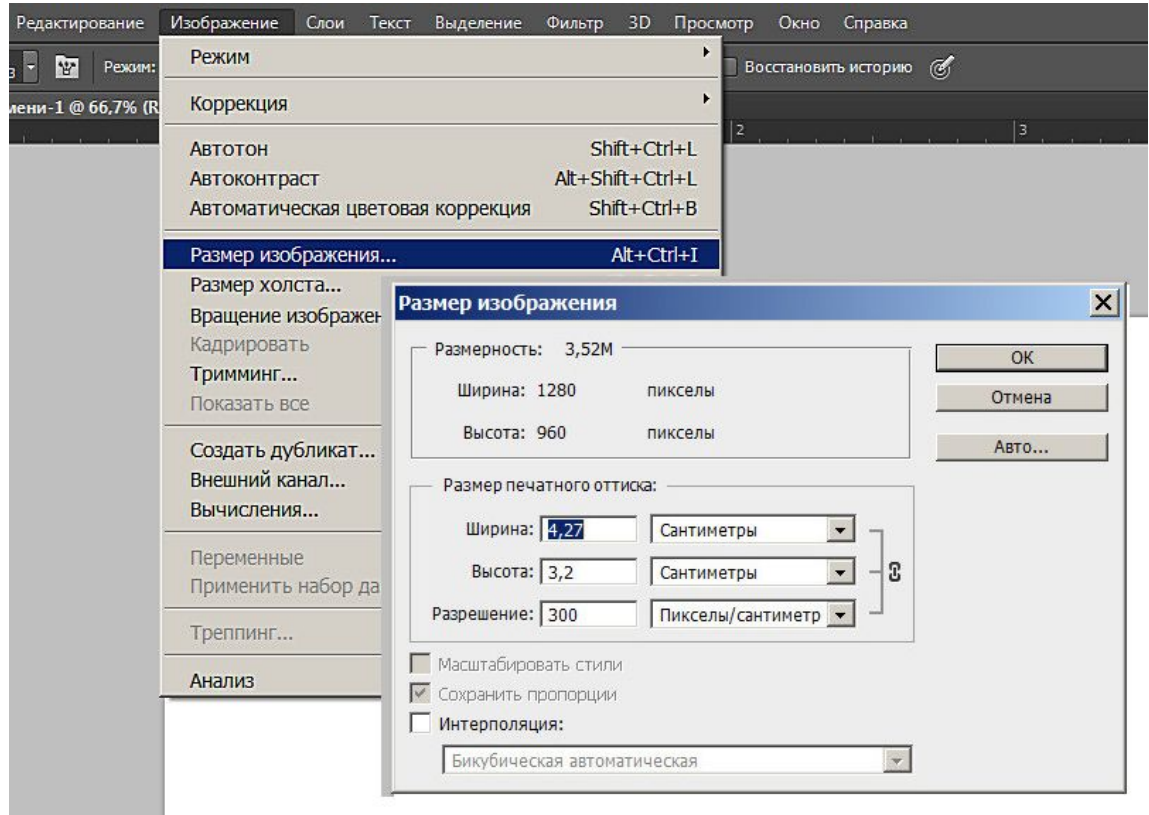 Редактирование Изображение Слои Текст Выделение Фильтр 3D Просмотр Окно Справка
3 Режим: Восстановить историю
мени-1 @ 66,7% (R
2 3
Режим
Коррекция
Автотон Shift+Ctrl+L
Автоконтраст Alt+Shift+Ctrl+L
Автоматическая цветовая коррекция Shift+Ctrl+B
Размер изображения... Alt+Ctrl+I
Размер холста...
Вращение изображен
Кадрировать
Тримминг...
Показать все
Создать дубликат...
Внешний канал...
Вычисления...
Переменные
Применить набор да
Треппинг...
Анализ
Размер изображения
Размерность: 3,52M
Ширина: 1280 пикселы
Высота: 960 пикселы
Размер печатного оттиска:
Ширина: 4,27 Сантиметры
Высота: 3,2 Сантиметры
Разрешение: 300 Пикселы/сантиметр
Масштабировать стили
Сохранить пропорции
Интерполяция:
Бикубическая автоматическая
ОК
Отмена
Авто...